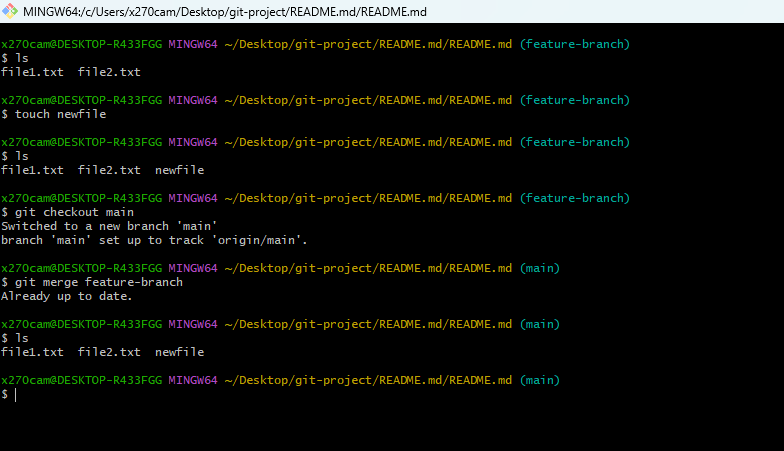 MINGW64:/c/Users/x270cam/Desktop/git-project/README.md/README.md
x270cam@DESKTOP-R433FGG MINGW64 ~/Desktop/git-project/README.md/README.md (feature-branch)
$ ls
file1.txt  file2.txt
x270cam@DESKTOP-R433FGG MINGW64 ~/Desktop/git-project/README.md/README.md (feature-branch)
$ touch newfile
x270cam@DESKTOP-R433FGG MINGW64 ~/Desktop/git-project/README.md/README.md (feature-branch)
$ ls
file1.txt  file2.txt  newfile
x270cam@DESKTOP-R433FGG MINGW64 ~/Desktop/git-project/README.md/README.md (feature-branch)
$ git checkout main
Switched to a new branch 'main'
branch 'main' set up to track 'origin/main'.
x270cam@DESKTOP-R433FGG MINGW64 ~/Desktop/git-project/README.md/README.md (main)
$ git merge feature-branch
Already up to date.
x270cam@DESKTOP-R433FGG MINGW64 ~/Desktop/git-project/README.md/README.md (main)
$ ls
file1.txt  file2.txt  newfile
x270cam@DESKTOP-R433FGG MINGW64 ~/Desktop/git-project/README.md/README.md (main)
$